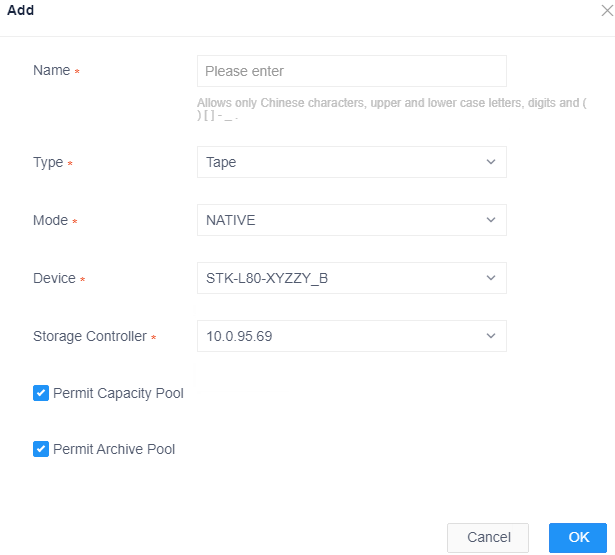 Add
Name *
Please enter
Allows only Chinese characters, upper and lower case letters, digits and (
) [ ] - _ .
Type *
Tape
Mode *
NATIVE
Device *
STK-L80-XYZZY_B
Storage Controller *
10.0.95.69
Permit Capacity Pool
Permit Archive Pool
Cancel
OK